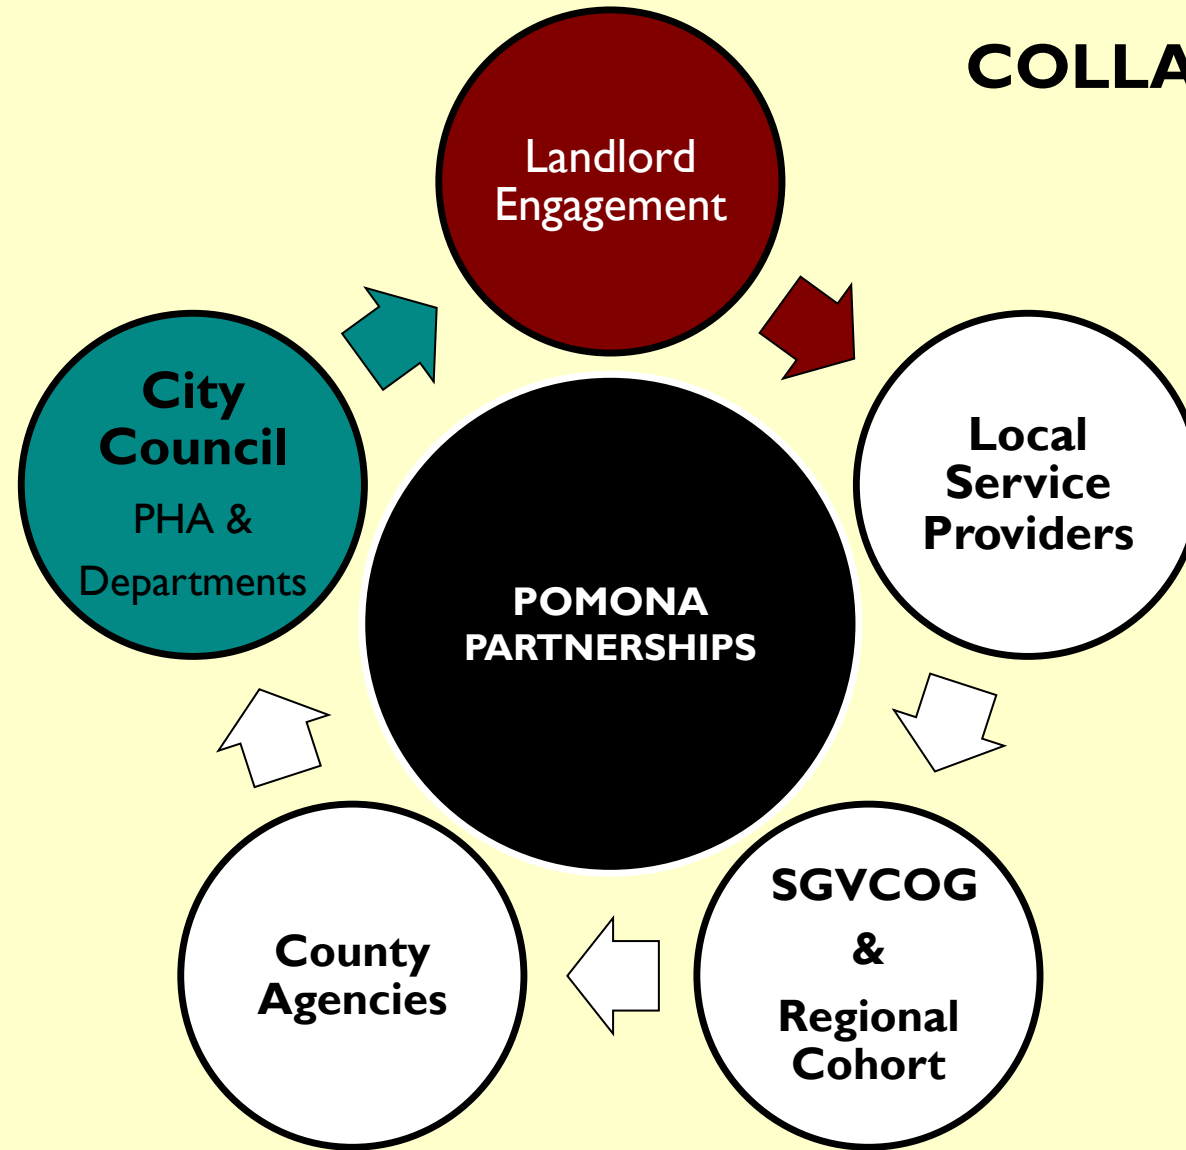 COLLA
Landlord
Engagement
City
Council
PHA &
Departments
Local
Service
Providers
POMONA
PARTNERSHIPS
County
Agencies
SGVCOG
&
Regional
Cohort